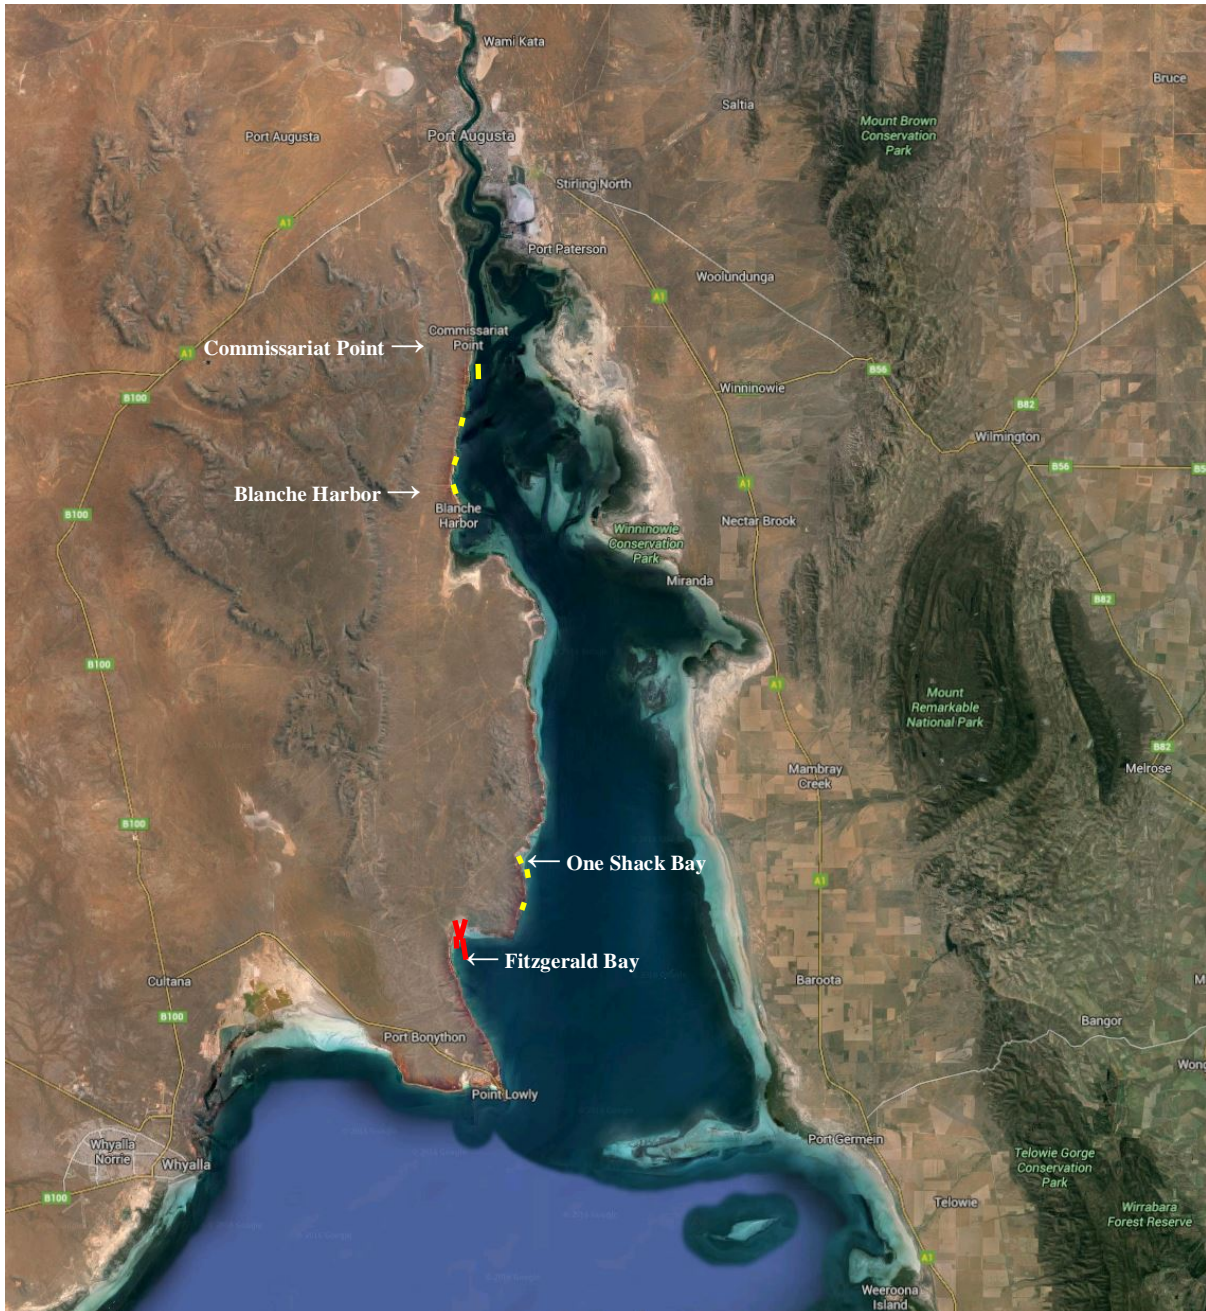 Wami Kata
Bruce
Saltia
Mount Brown
Conservation
Park
Port Augusta
Port Augusta
Stirling North
A1
Port Paterson
Woolundunga
A1
Commissariat
Point
Commissariat Point
A1
B56
Winninowie
B100
B82
Wilmington
B56
Blanche Harbor
A1
Blanche
Harbor
B100
Nectar Brook
Winninowie
Conservation
Park
Miranda
B82
B100
A1
Mount
Remarkable
National Park
B82
Melrose
Mambray
Creek
B100
One Shack Bay
A1
Fitzgerald Bay
Cultana
Baroota
B100
Bangor
Port Bonython
Point Lowly
Whyalla
Norrie
Whyalla
Port Germein
Telowie Gorge
Conservation
Park
B100
Telowie
Wirrabara
Forest Reserve
A1
Weeroona
Island